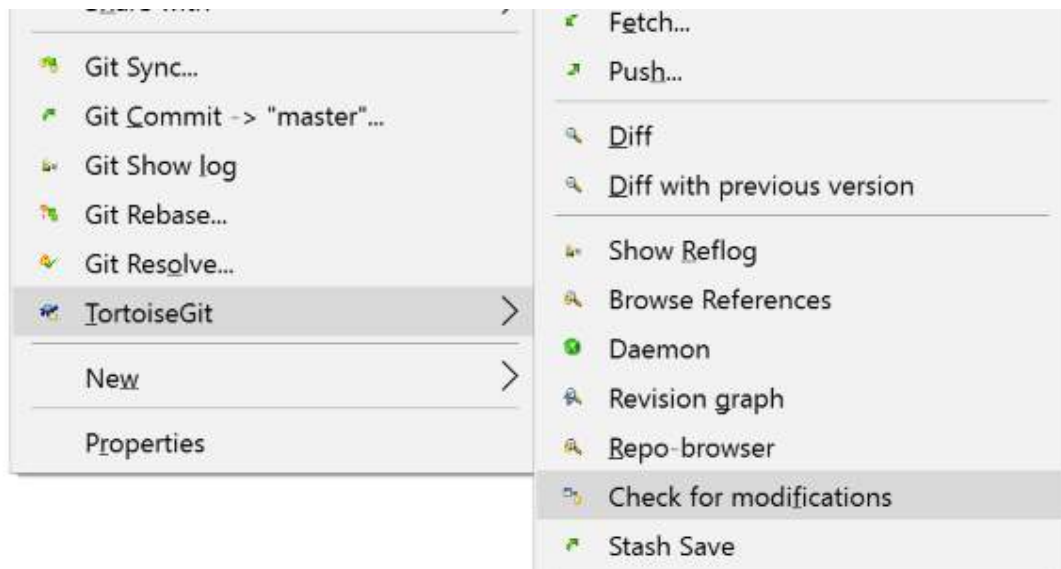 Git Sync...
Git Commit -> "master"...
Git Show log
Git Rebase...
Git Resolve...
TortoiseGit
New
Properties
Fetch...
Push...
Diff
Diff with previous version
Show Reflog
Browse References
Daemon
Revision graph
Repo-browser
Check for modifications
Stash Save